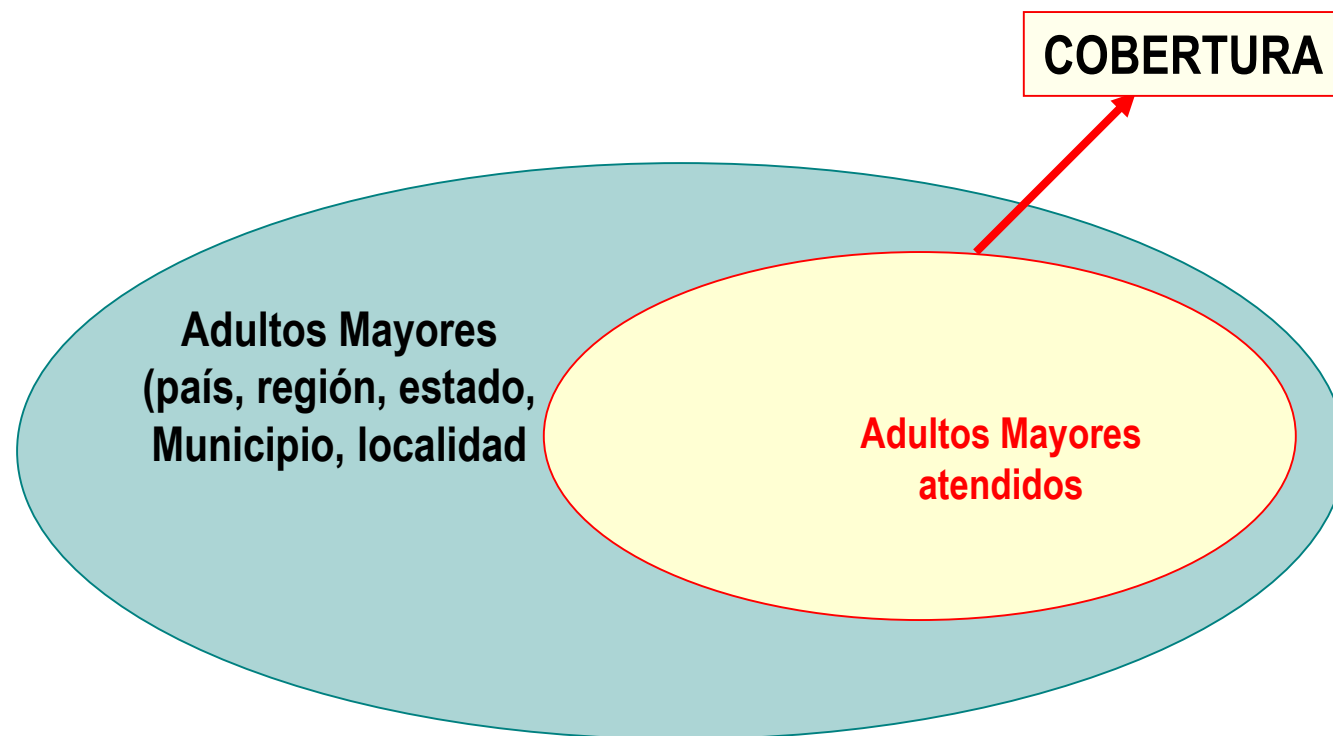 COBERTURA
Adultos Mayores
(país, región, estado,
Municipio, localidad
Adultos Mayores
atendidos